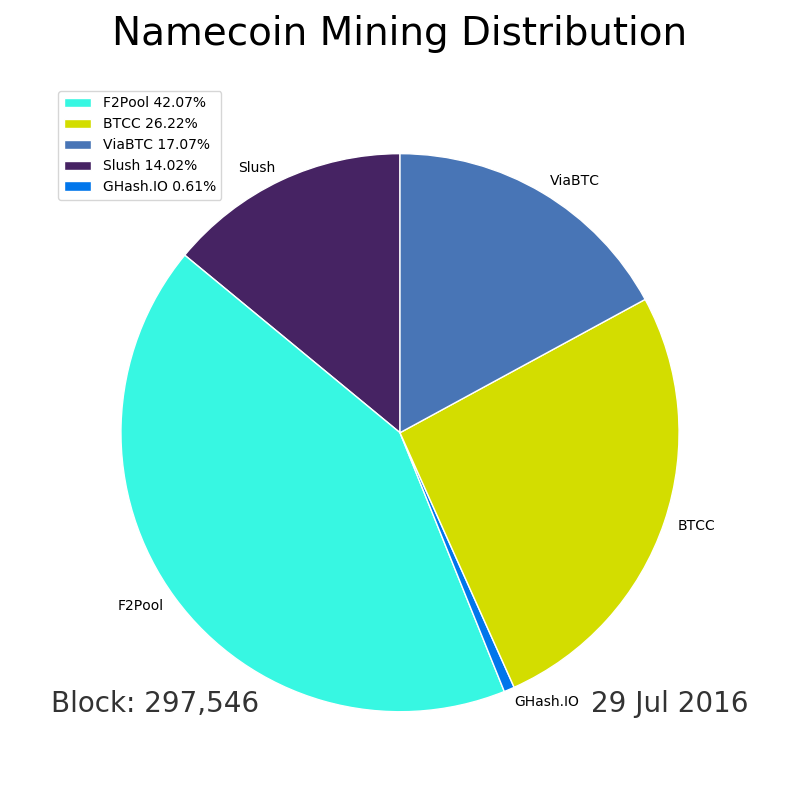 Namecoin Mining Distribution
F2Pool 42.07%
BTCC 26.22%
ViaBTC 17.07%
Slush 14.02%
GHash.IO 0.61%
Slush
ViaBTC
BTCC
F2Pool
GHash.IO
Block: 297,546
29 Jul 2016